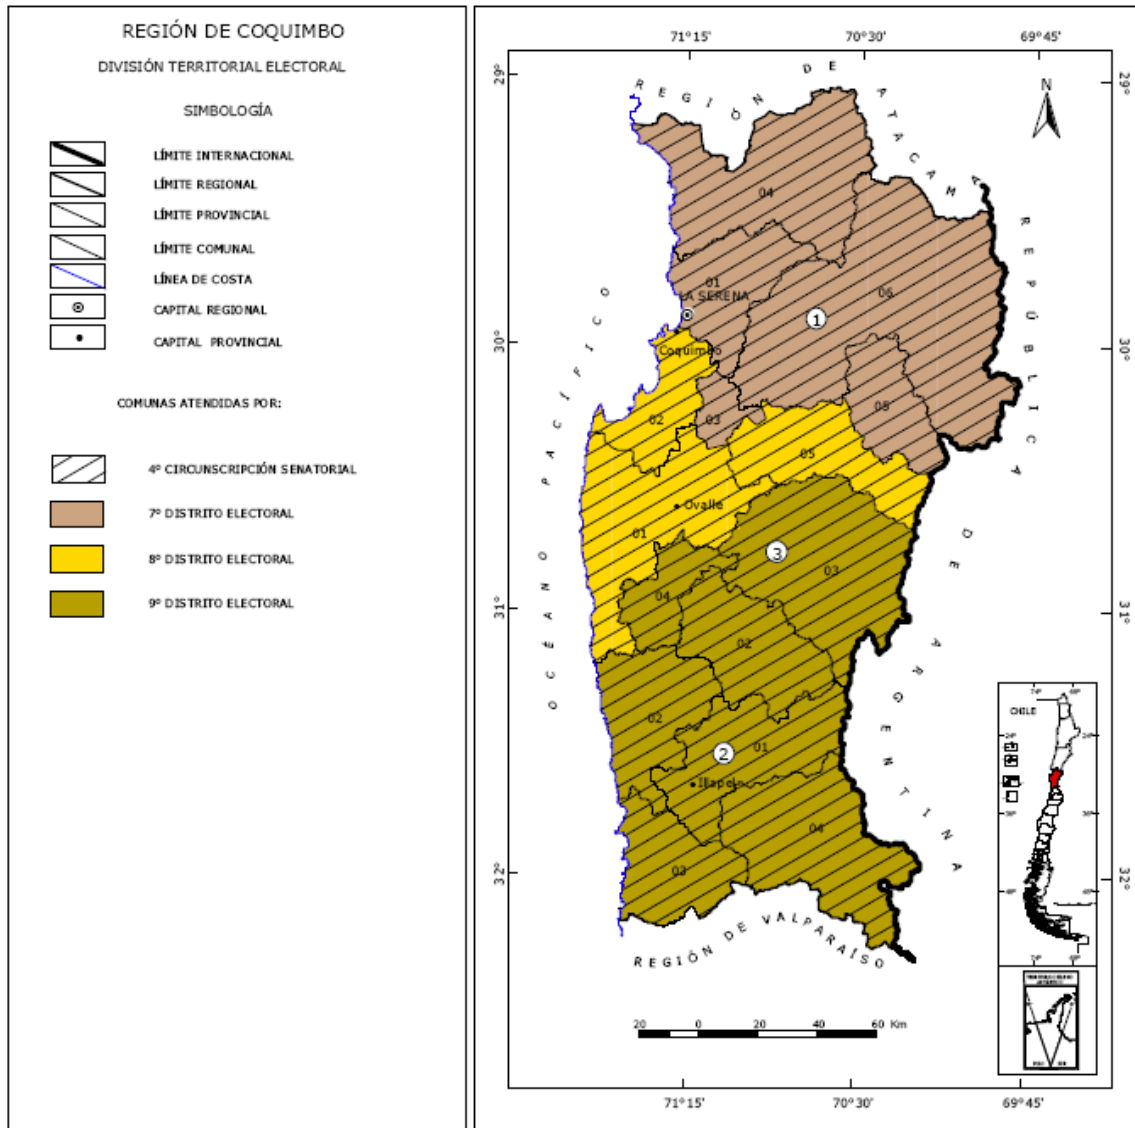 REGIÓN DE COQUIMBO
DIVISIÓN TERRITORIAL ELECTORAL
SIMBOLOGÍA
LÍMITE INTERNACIONAL
LÍMITE REGIONAL
LÍMITE PROVINCIAL
LÍMITE COMUNAL
LÍNEA DE COSTA
CAPITAL REGIONAL
CAPITAL PROVINCIAL
COMUNAS ATENDIDAS POR:
4º CIRCUNSCRIPCIÓN SENATORIAL
7º DISTRITO ELECTORAL
8º DISTRITO ELECTORAL
9º DISTRITO ELECTORAL
71°15' 70°30' 69°45'
29° 29°
REGIÓN DE ATACAMA
N
04
01
LA SERENA
06
1
Coquimbo
30° 30°
OCÉANO PACÍFICO
REPÚBLICA DE ARGENTINA
02
03
05
05
Ovalle
01
3
03
04
31° 31°
02
02
01
2
Illapel
04
03
32° 32°
REGIÓN DE VALPARAÍSO
20 0 20 40 60 Km
71°15' 70°30' 69°45'
CHILE